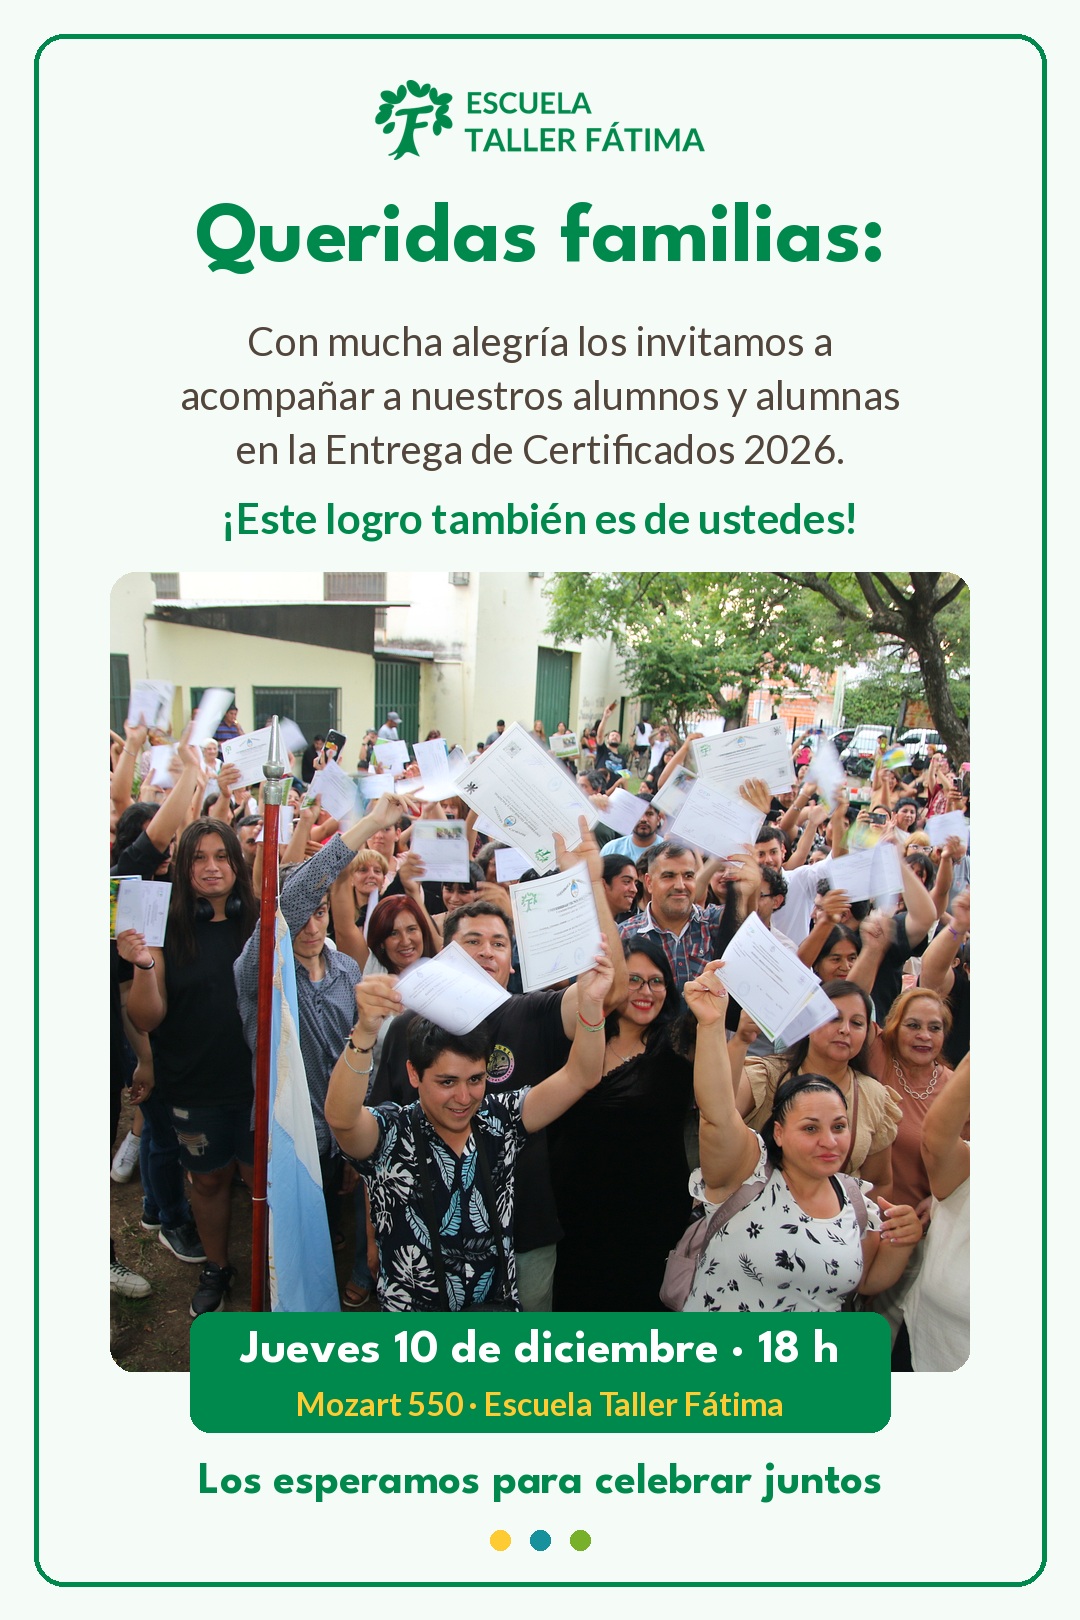 ESCUELA
TALLER FÁTIMA
Queridas familias:
Con mucha alegría los invitamos a
acompañar a nuestros alumnos y alumnas
en la Entrega de Certificados 2026.
¡Este logro también es de ustedes!
Jueves 10 de diciembre · 18 h
Mozart 550 · Escuela Taller Fátima
Los esperamos para celebrar juntos